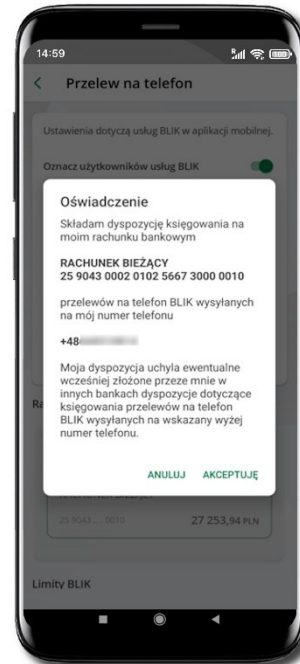 14:59
Przelew na telefon
Ustawienia dotyczą usług BLIK w aplikacji mobilnej.
Oznacz użytkowników usług BLIK
Oświadczenie
Składam dyspozycję księgowania na
moim rachunku bankowym
RACHUNEK BIEŻĄCY
25 9043 0002 0102 5667 3000 0010
przelewów na telefon BLIK wysyłanych
na mój numer telefonu
+48
Moja dyspozycja uchyla ewentualne
wcześniej złożone przeze mnie w
innych bankach dyspozycje dotyczące
księgowania przelewów na telefon
BLIK wysyłanych na wskazany wyżej
numer telefonu.
ANULUJ AKCEPTUJĘ
25 9043 .... 0010 27 253,94 PLN
Limity BLIK